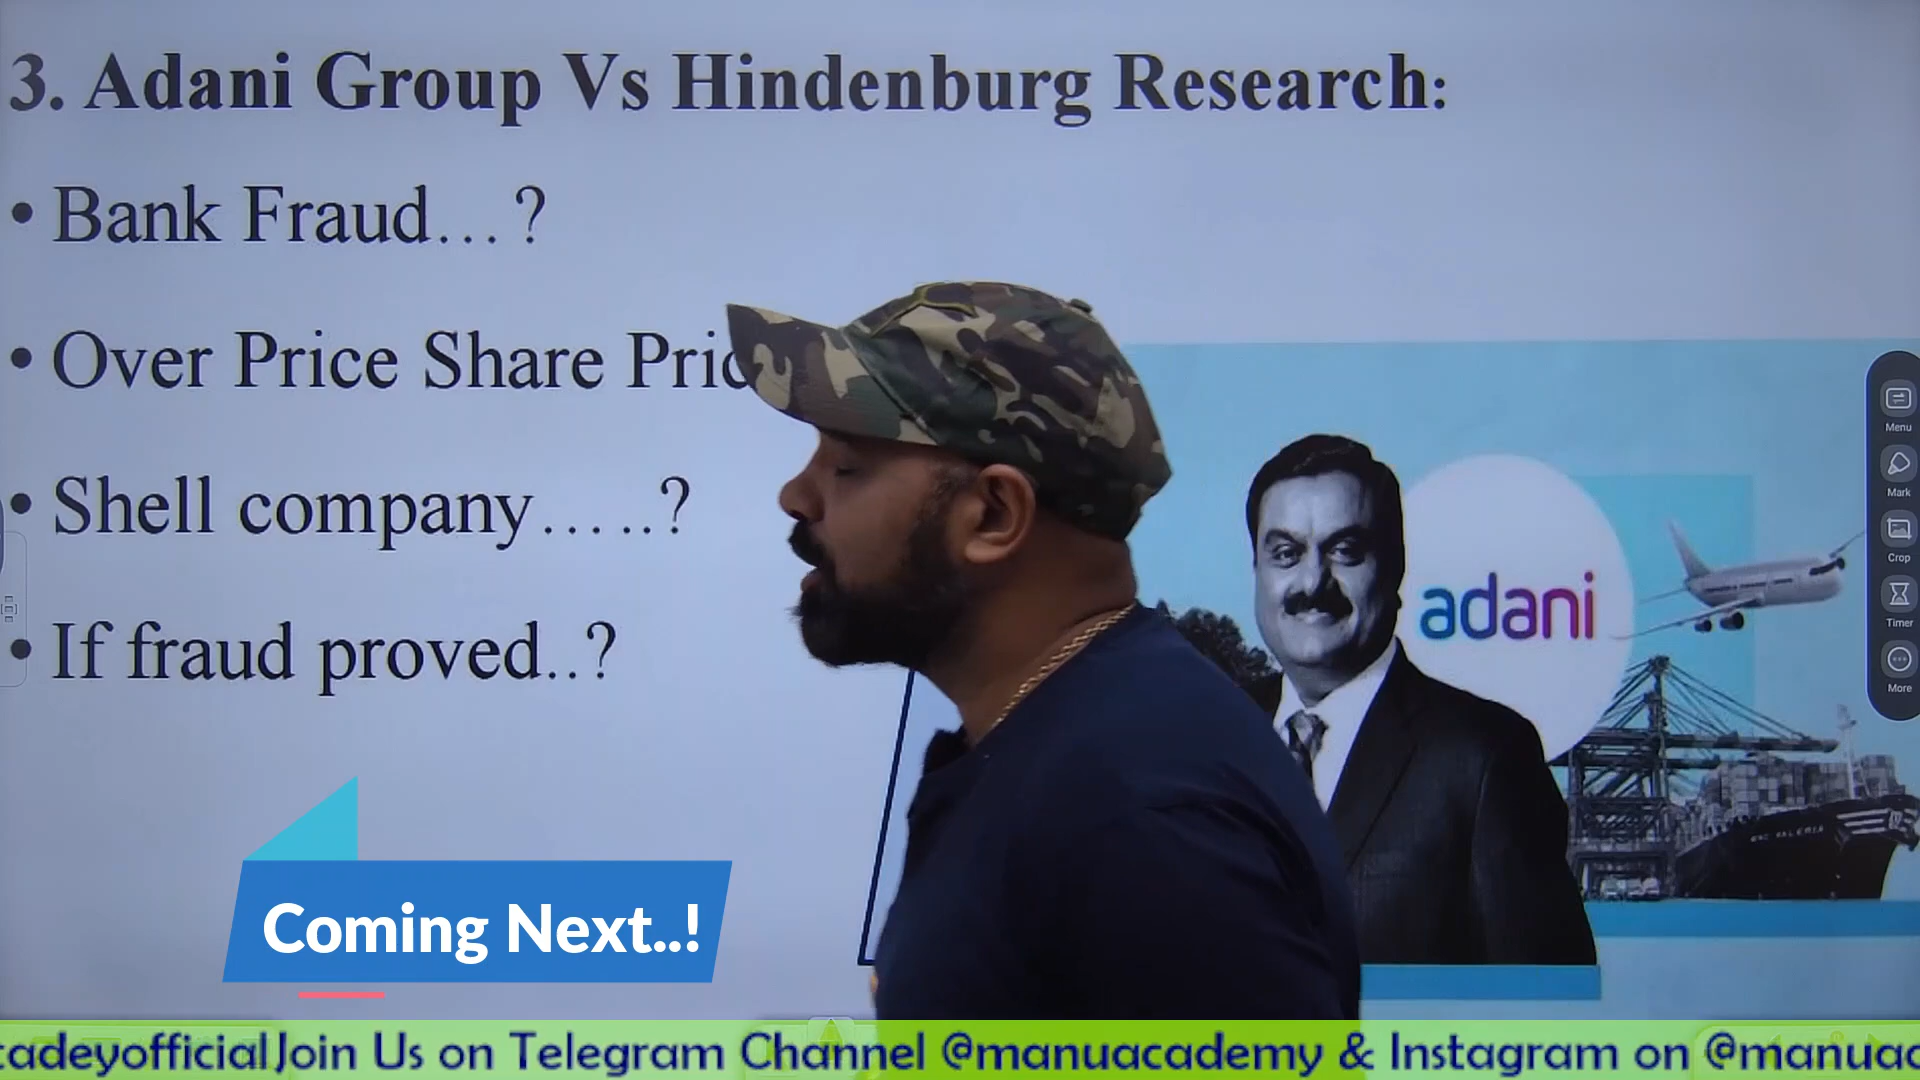 3. Adani Group Vs Hindenburg Research:
• Bank Fraud...?
• Over Price Share Pric
• Shell company.....?
• If fraud proved..?
adani
Menu
Mark
Crop
Timer
More
Coming Next..!
cadeyofficial Join Us on Telegram Channel @manuacademy & Instagram on @manuac